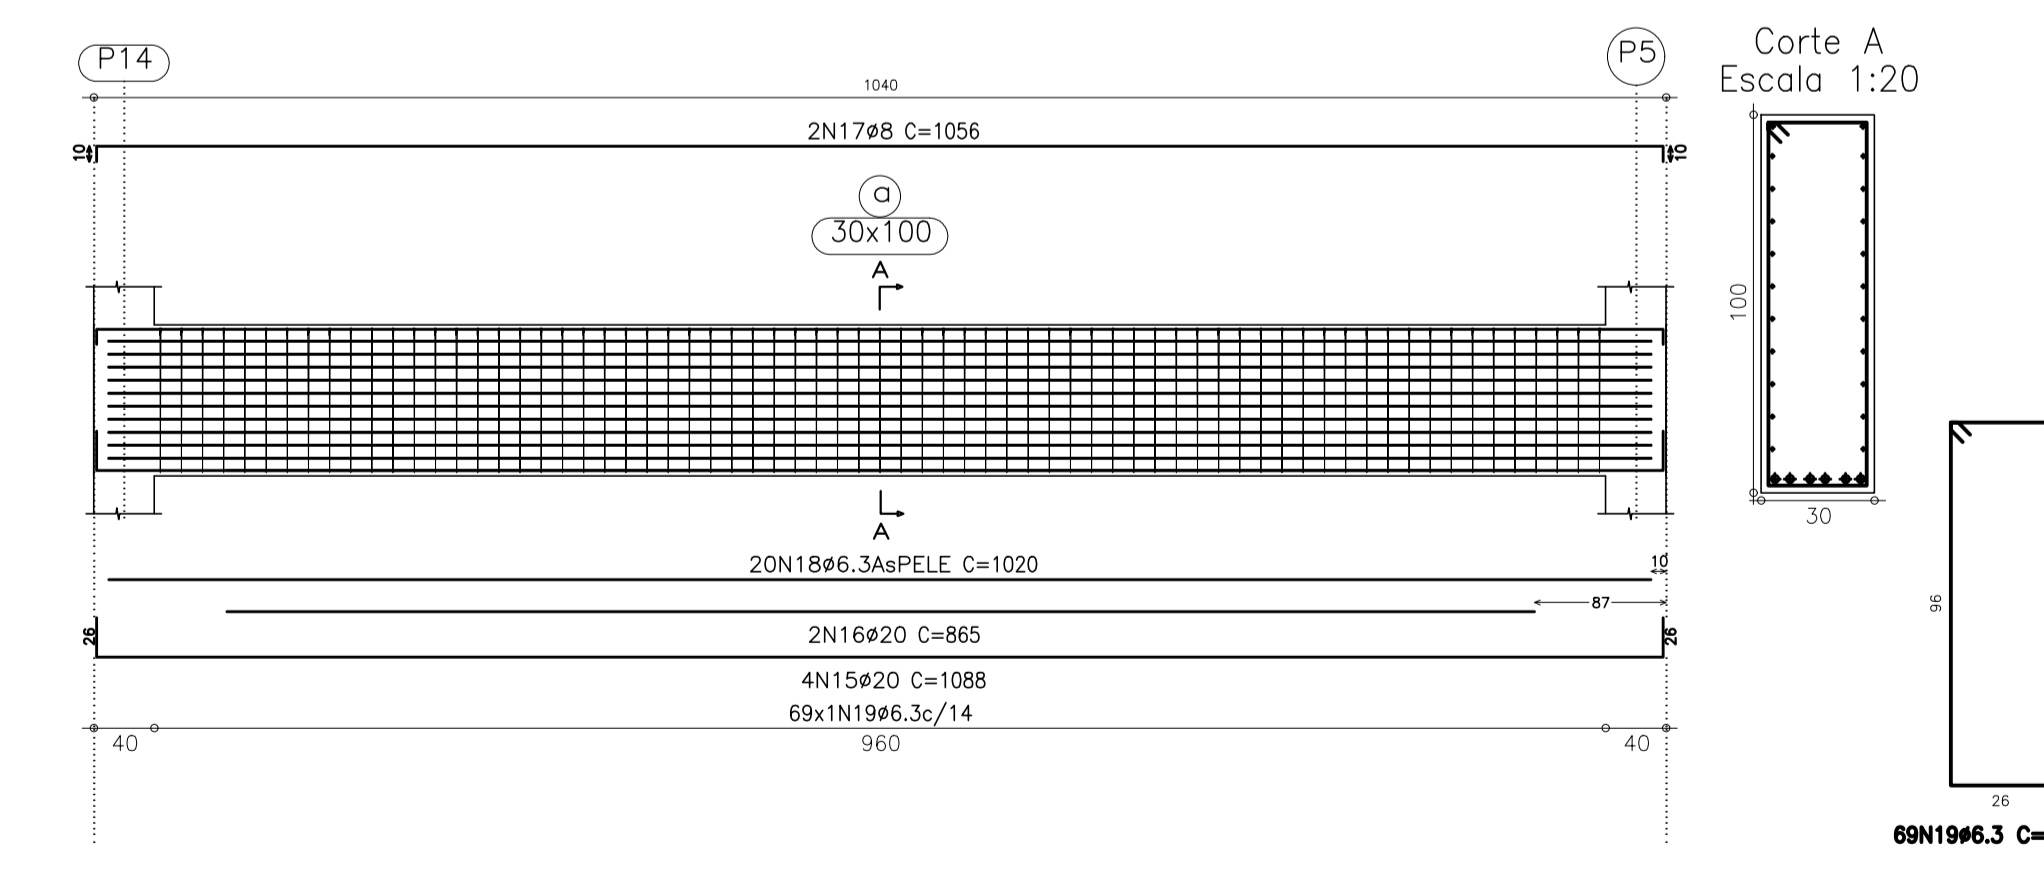 P14
P5
Corte A
Escala 1:20
1040
2N17ø8 C=1056
10
10
a
30x100
A
100
A
30
20N18ø6.3AsPELE C=1020
10
87
2N16ø20 C=865
26
26
4N15ø20 C=1088
69x1N19ø6.3c/14
40
960
40
96
26
69N19ø6.3 C=